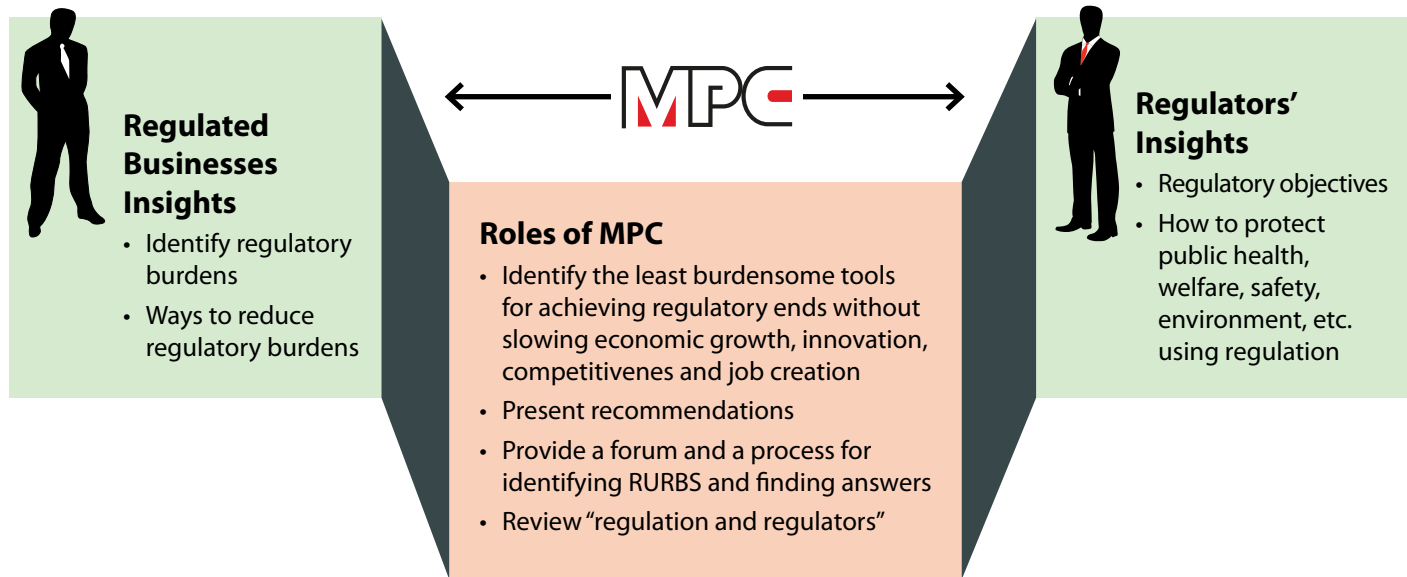 MPC
Regulated
Businesses
Insights
• Identify regulatory
burdens
• Ways to reduce
regulatory burdens
Roles of MPC
• Identify the least burdensome tools
for achieving regulatory ends without
slowing economic growth, innovation,
competitivenes and job creation
• Present recommendations
• Provide a forum and a process for
identifying RURBS and finding answers
• Review “regulation and regulators”
Regulators’
Insights
• Regulatory objectives
• How to protect
public health,
welfare, safety,
environment, etc.
using regulation